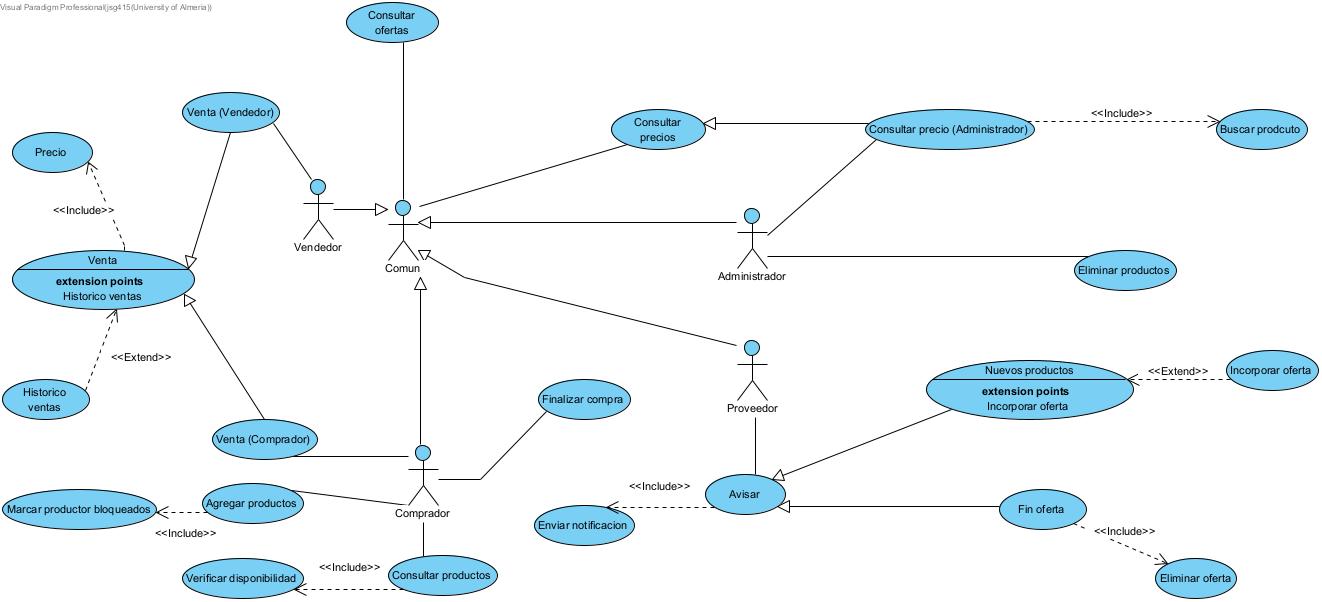 Visual Paradigm Professional(jsg415(University of Almeria))
Consultar
ofertas
Venta (Vendedor)
Consultar
precios
Consultar precio (Administrador)
<<Include>>
Buscar prodcuto
Precio
<<Include>>
Vendedor
Comun
Administrador
Eliminar productos
Venta
extension points
Historico ventas
<<Extend>>
Historico
ventas
Finalizar compra
Proveedor
Nuevos productos
extension points
Incorporar oferta
<<Extend>>
Incorporar oferta
Venta (Comprador)
Marcar productor bloqueados
<<Include>>
Agregar productos
Comprador
Avisar
<<Include>>
Enviar notificacion
Fin oferta
<<Include>>
Eliminar oferta
Verificar disponibilidad
<<Include>>
Consultar productos